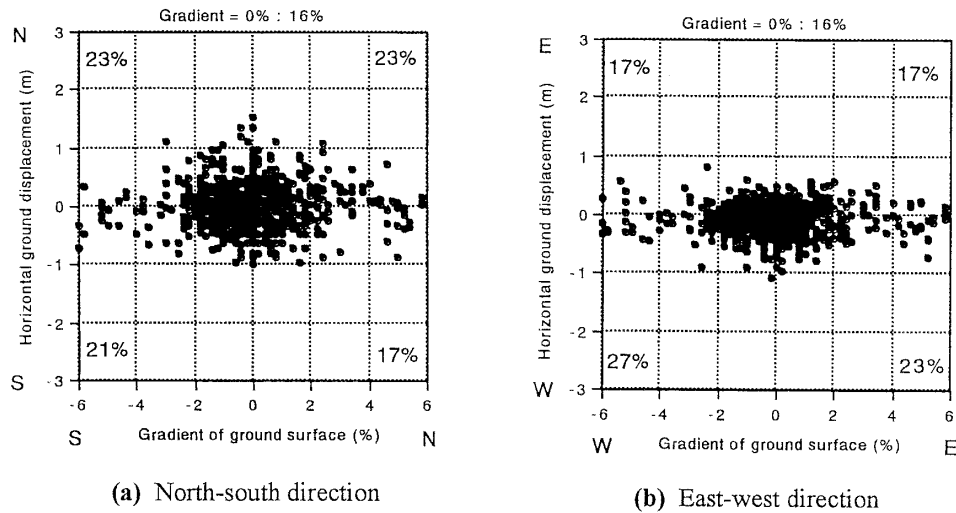 Gradient = 0% : 16%
N
3
23%
23%
2
1
0
-1
-2
21%
17%
S
-3
-6
-4
-2
0
2
4
6
S
Gradient of ground surface (%)
N
Horizontal ground displacement (m)
(a) North-south direction
Gradient = 0% : 16%
E
3
17%
17%
2
1
0
-1
-2
27%
23%
W
-3
-6
-4
-2
0
2
4
6
W
Gradient of ground surface (%)
E
Horizontal ground displacement (m)
(b) East-west direction